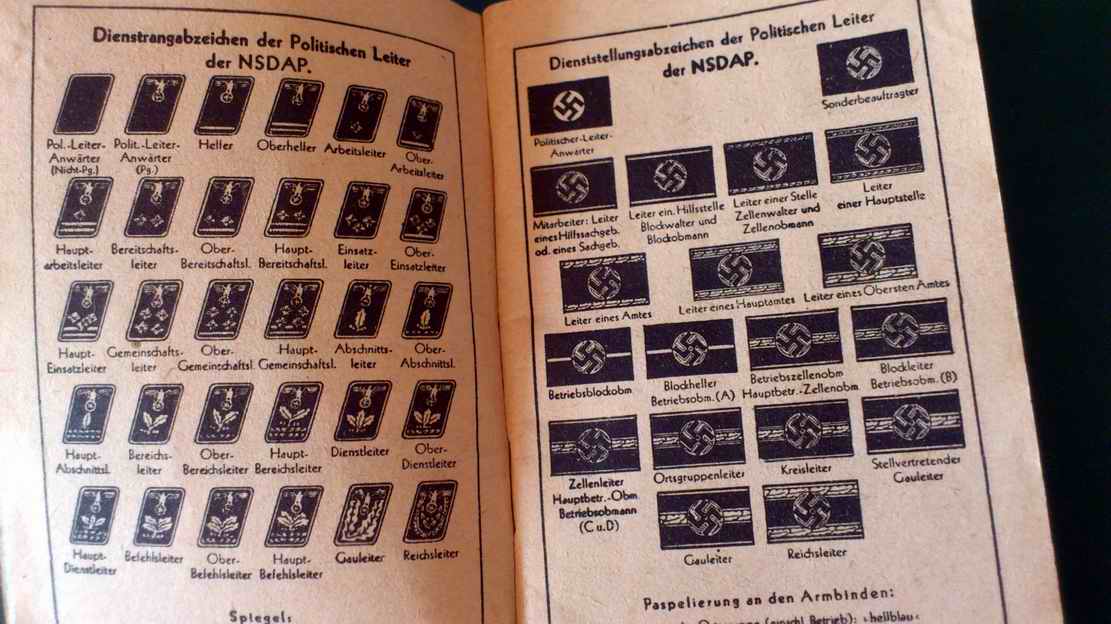 Dienstrangabzeichen der Politischen Leiter
der NSDAP.
Pol.-Leiter-
Anwärter
(Nicht-Pg.)
Polit.-Leiter-
Anwärter
(Pg.)
Helfer
Oberhelfer
Arbeitsleiter
Ober-
Arbeitsleiter
Haupt-
arbeitsleiter
Bereitschafts-
leiter
Ober-
Bereitschaftsl.
Haupt-
Bereitschaftsl.
Einsatz-
leiter
Ober-
Einsatzleiter
Haupt-
Einsatzleiter
Gemeinschafts-
leiter
Ober-
Gemeinschaftsl.
Haupt-
Gemeinschaftsl.
Abschnitts-
leiter
Ober-
Abschnittsl.
Haupt-
Abschnittsl.
Bereichs-
leiter
Ober-
Bereichsleiter
Haupt-
Bereichsleiter
Dienstleiter
Ober-
Dienstleiter
Haupt-
Dienstleiter
Befehlsleiter
Ober-
Befehlsleiter
Haupt-
Befehlsleiter
Gauleiter
Reichsleiter
Spiegel:
Dienststellungsabzeichen der Politischen Leiter
der NSDAP.
Politischer-Leiter-
Anwärter
Sonderbeauftragter
Mitarbeiter: Leiter
eines Hilfssachgeb.
od. eines Sachgeb.
Leiter ein. Hilfsstelle
Blockwalter und
Blockobmann
Leiter einer Stelle
Zellenwalter und
Zellenobmann
Leiter
einer Hauptstelle
Leiter eines Amtes
Leiter eines Hauptamtes
Leiter eines Obersten Amtes
Betriebsblockobm.
Blockhelfer
Betriebsobm. (A)
Betriebszellenobm
Hauptbetr.-Zellenobm.
Blockleiter
Betriebsobm. (B)
Zellenleiter
Hauptbetr.-Obm.
Betriebsobmann
(C u. D)
Ortsgruppenleiter
Kreisleiter
Stellvertretender
Gauleiter
Gauleiter
Reichsleiter
Paspelierung an den Armbinden:
Ortsgruppe (einschl. Betrieb): »hellblau«